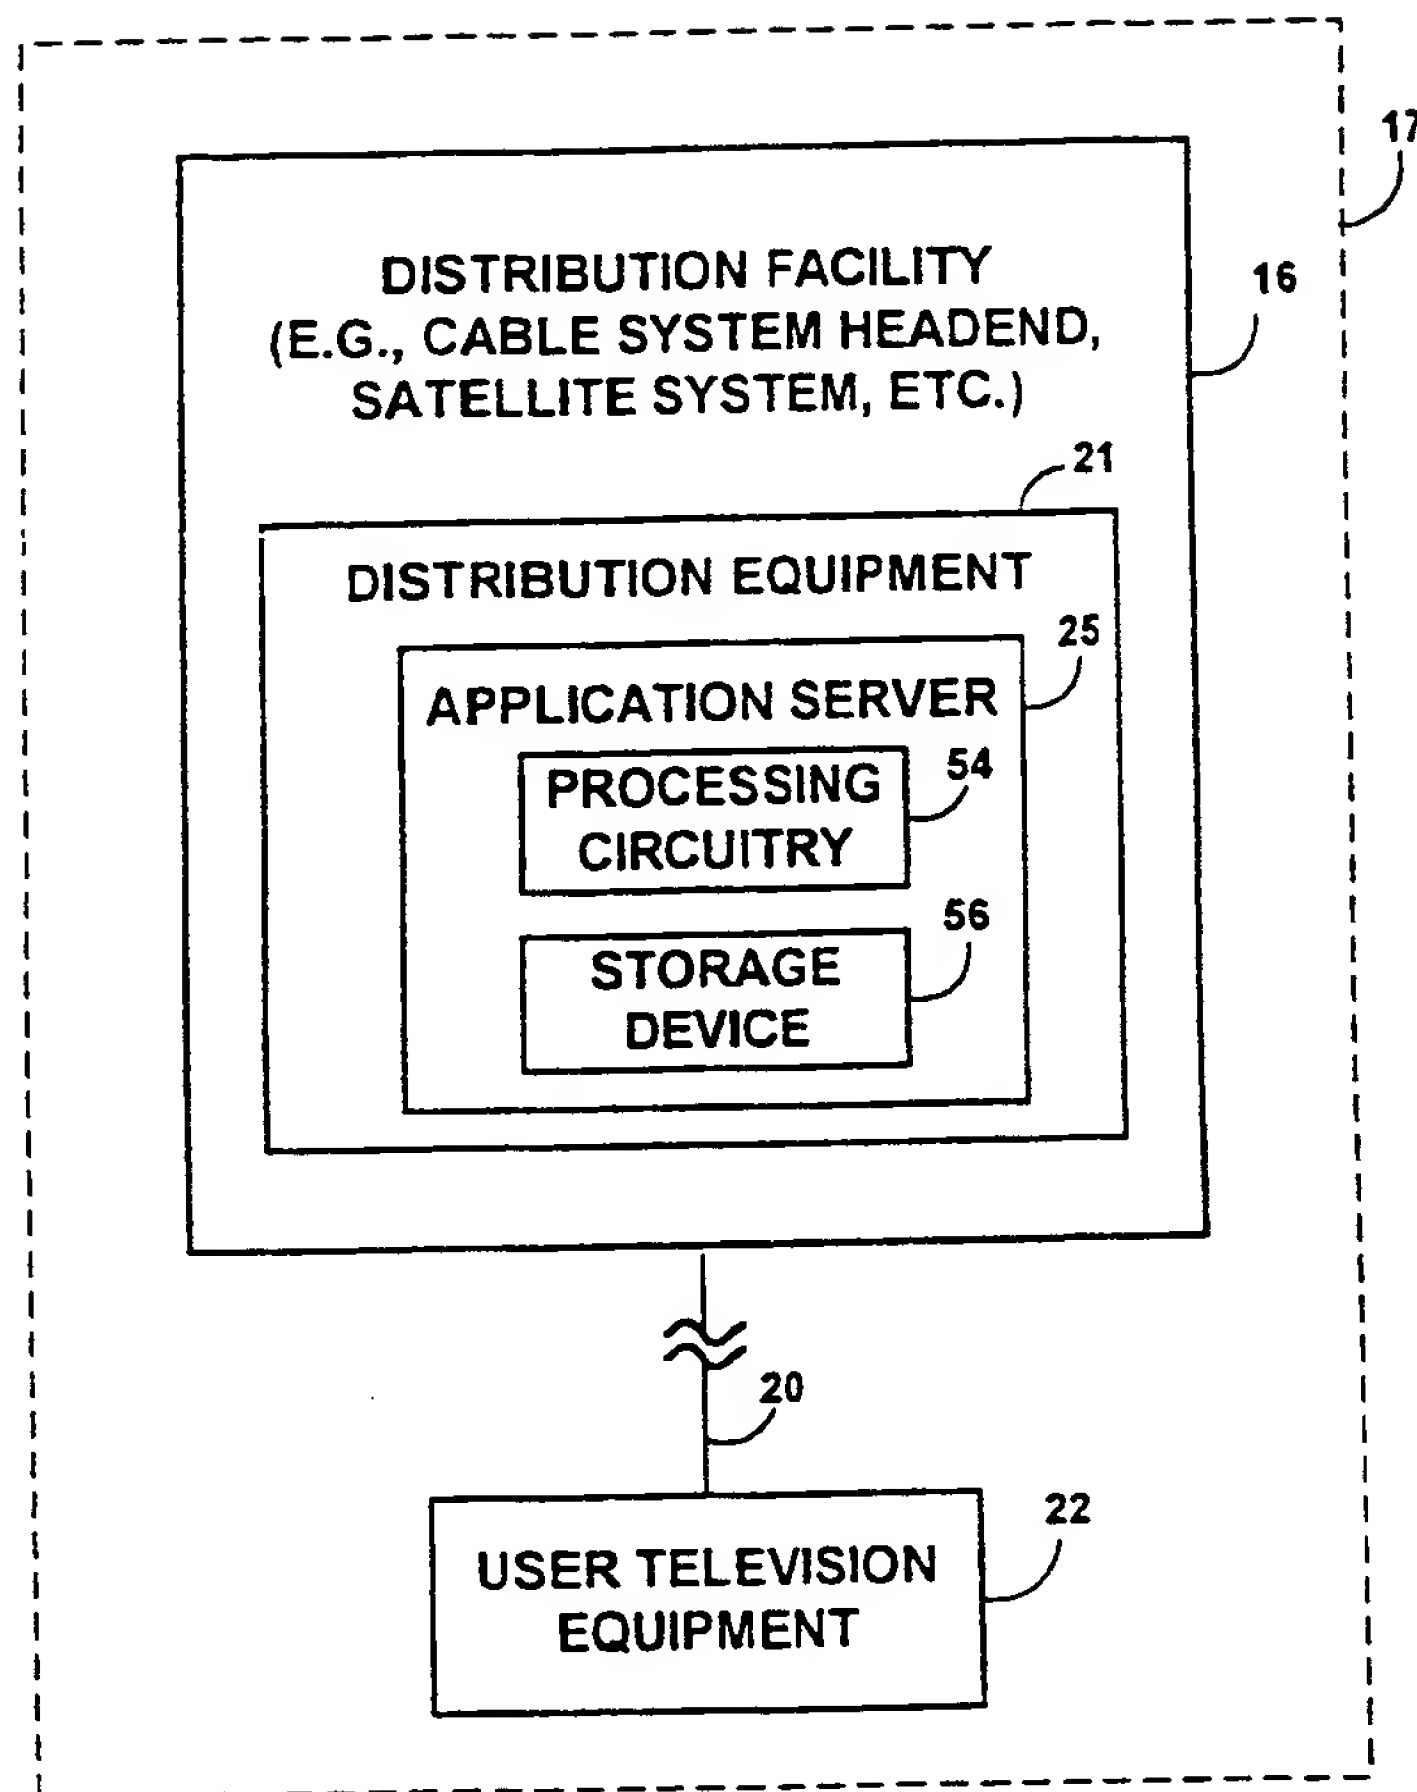 17
DISTRIBUTION FACILITY
(E.G., CABLE SYSTEM HEADEND,
SATELLITE SYSTEM, ETC.)
16
21
DISTRIBUTION EQUIPMENT
25
APPLICATION SERVER
PROCESSING
CIRCUITRY
54
STORAGE
DEVICE
56
20
USER TELEVISION
EQUIPMENT
22